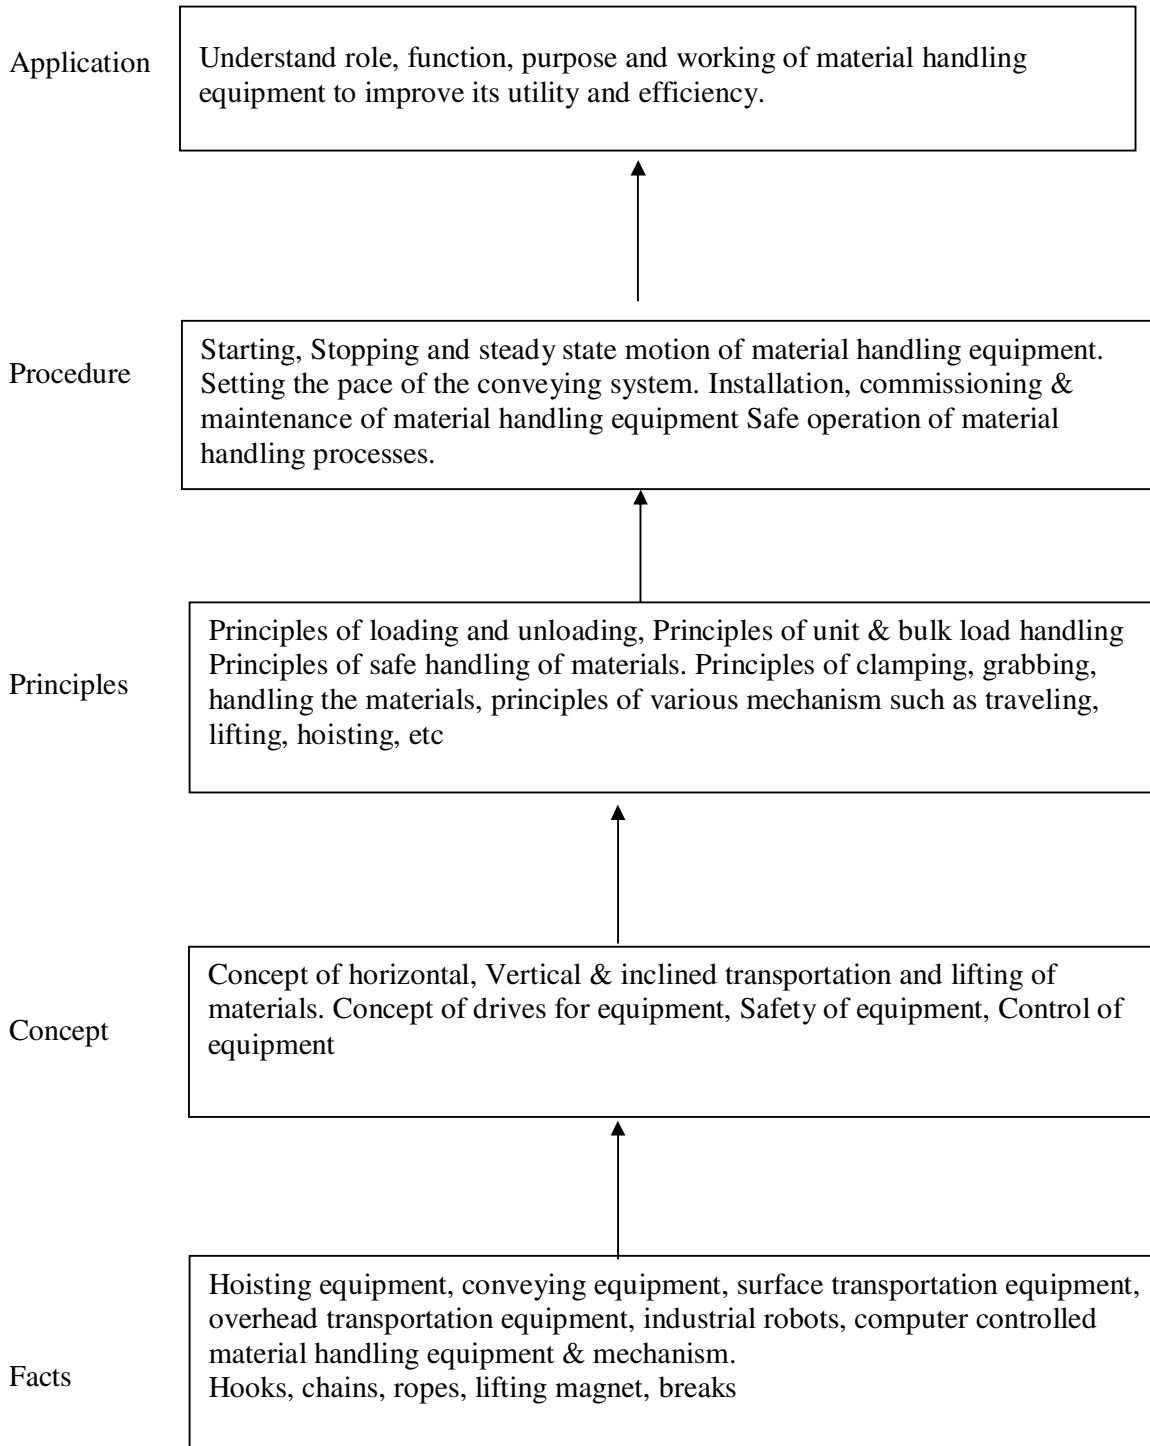 Application
Understand role, function, purpose and working of material handling
equipment to improve its utility and efficiency.
Procedure
Starting, Stopping and steady state motion of material handling equipment.
Setting the pace of the conveying system. Installation, commissioning &
maintenance of material handling equipment Safe operation of material
handling processes.
Principles
Principles of loading and unloading, Principles of unit & bulk load handling
Principles of safe handling of materials. Principles of clamping, grabbing,
handling the materials, principles of various mechanism such as traveling,
lifting, hoisting, etc
Concept
Concept of horizontal, Vertical & inclined transportation and lifting of
materials. Concept of drives for equipment, Safety of equipment, Control of
equipment
Facts
Hoisting equipment, conveying equipment, surface transportation equipment,
overhead transportation equipment, industrial robots, computer controlled
material handling equipment & mechanism.
Hooks, chains, ropes, lifting magnet, breaks